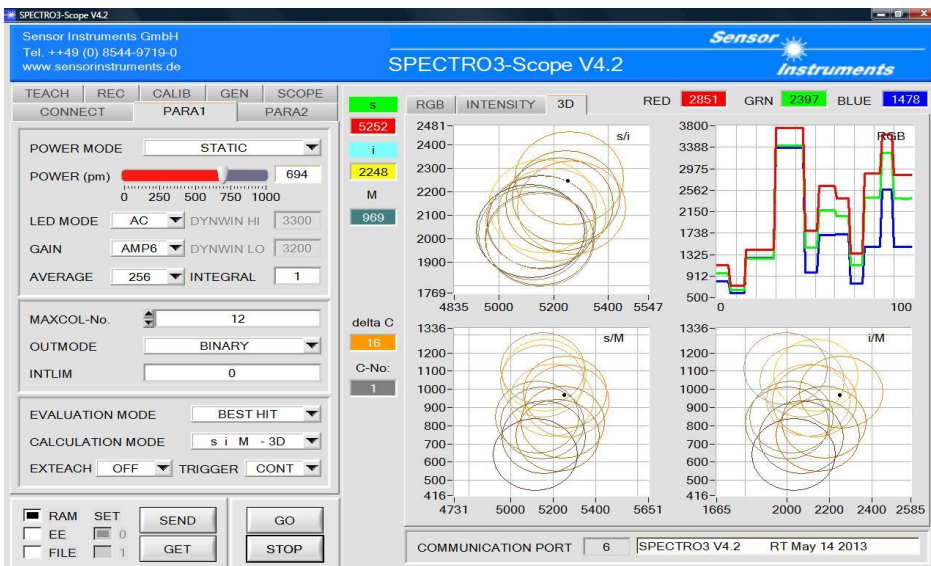 SPECTRO3-Scope V4.2
Sensor Instruments GmbH
Tel. ++49 (0) 8544-9719-0
www.sensorinstruments.de
SPECTRO3-Scope V4.2
Sensor
Instruments
TEACH REC CALIB GEN SCOPE
CONNECT PARA1 PARA2
POWER MODE STATIC
POWER (pm) 694
0 250 500 750 1000
LED MODE AC DYNWIN HI 3300
GAIN AMP6 DYNWIN LO 3200
AVERAGE 256 INTEGRAL 1
MAXCOL-No. 12
OUTMODE BINARY
INTLIM 0
EVALUATION MODE BEST HIT
CALCULATION MODE s i M - 3D
EXTEACH OFF TRIGGER CONT
RAM SET
EE 0
FILE 1
SEND GO
GET STOP
s
5252
i
2248
M
969
delta C
16
C-No:
1
RGB INTENSITY 3D
RED 2851 GRN 2397 BLUE 1478
s/i
2481
2400
2300
2200
2100
2000
1900
1769
4835 5000 5200 5400 5547
RGB
3800
3388
2975
2562
2150
1738
1325
912
500
0 100
s/M
1336
1200
1100
1000
900
800
700
600
500
416
4731 5000 5200 5400 5651
i/M
1336
1200
1100
1000
900
800
700
600
500
416
1665 2000 2200 2400 2585
COMMUNICATION PORT 6 SPECTRO3 V4.2 RT May 14 2013